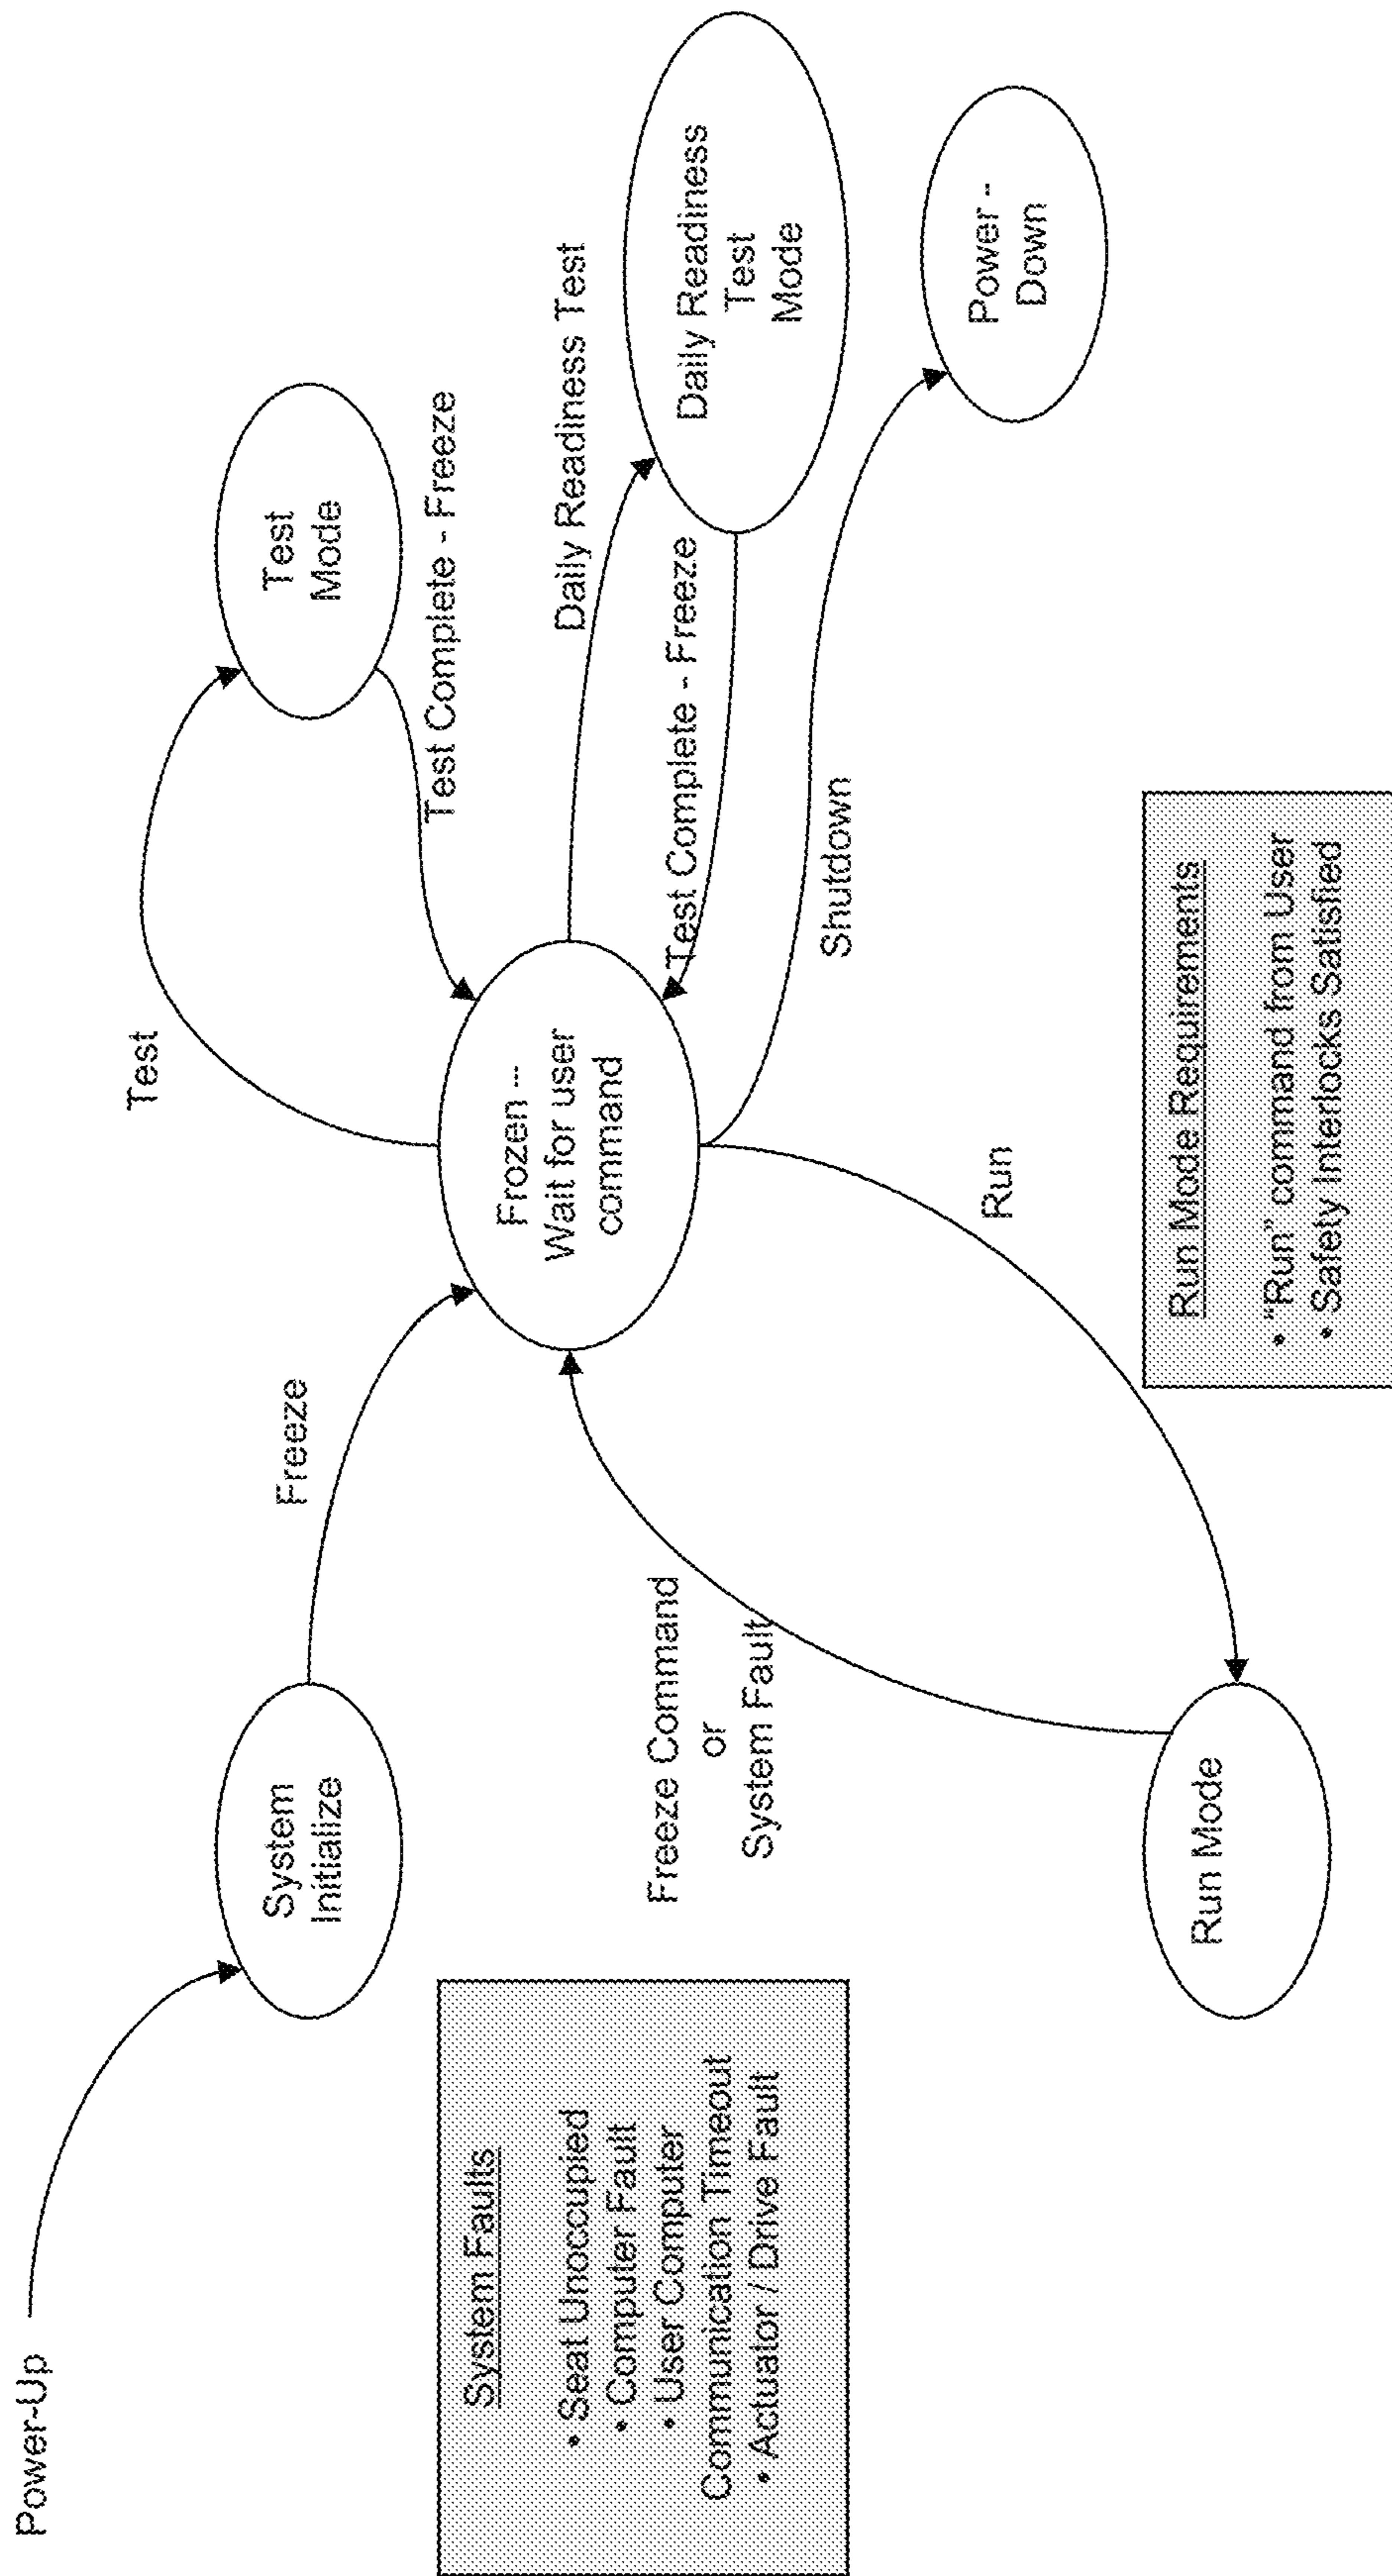 Power-Up
System
Initialize
Freeze
Test
Test
Mode
Test Complete - Freeze
System Faults
• Seat Unoccupied
• Computer Fault
• User Computer
Communication Timeout
• Actuator / Drive Fault
Freeze Command
or
System Fault
Frozen --
Wait for user
command
Daily Readiness Test
Test Complete - Freeze
Daily Readiness
Test
Mode
Shutdown
Power -
Down
Run
Run Mode
Run Mode Requirements
• "Run" command from User
• Safety Interlocks Satisfied